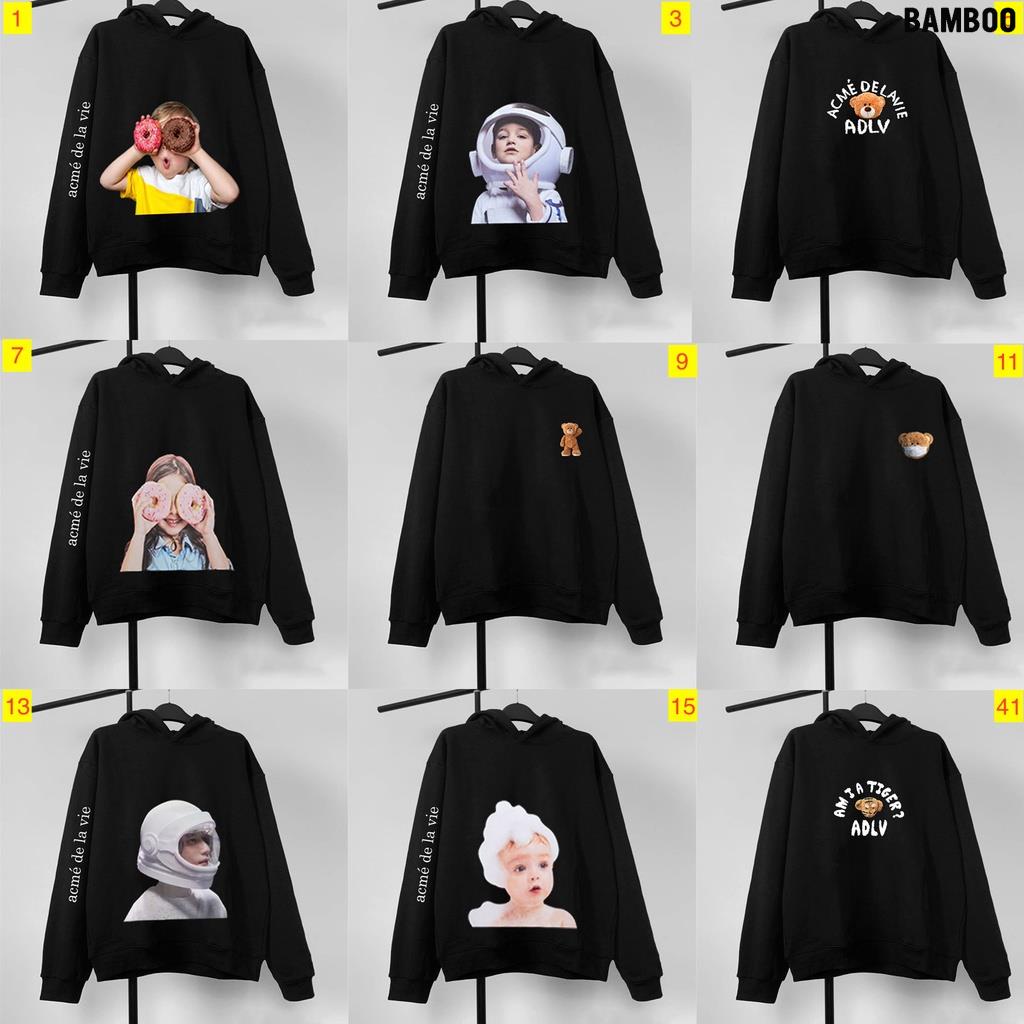 1
acmé de la vie
3
acmé de la vie
BAMBOO
ACMÉ DE LA VIE
ADLV
7
acmé de la vie
9
11
13
acmé de la vie
15
acmé de la vie
41
AM I A TIGER?
ADLV